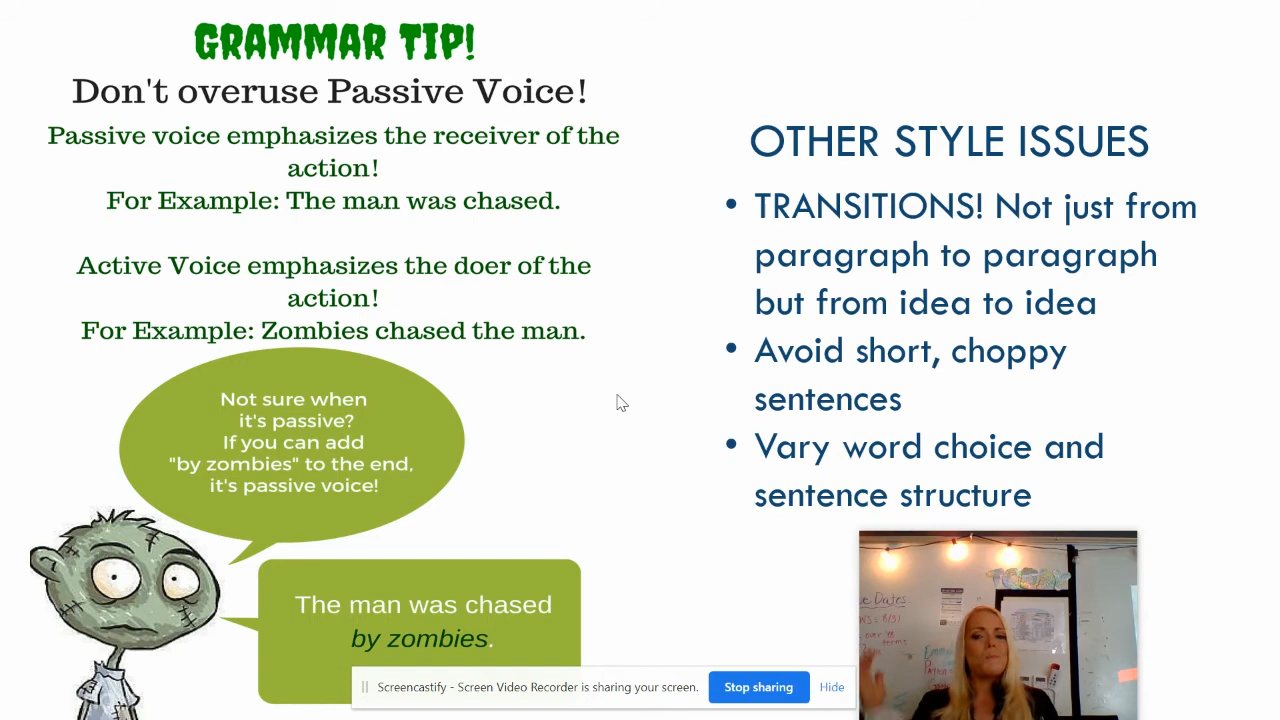 GRAMMAR TIP!
Don't overuse Passive Voice!
Passive voice emphasizes the receiver of the
action!
For Example: The man was chased.
Active Voice emphasizes the doer of the
action!
For Example: Zombies chased the man.
Not sure when
it's passive?
If you can add
"by zombies" to the end,
it's passive voice!
The man was chased
by zombies.
OTHER STYLE ISSUES
• TRANSITIONS! Not just from
paragraph to paragraph
but from idea to idea
• Avoid short, choppy
sentences
• Vary word choice and
sentence structure
Screencastify - Screen Video Recorder is sharing your screen.
Stop sharing
Hide
TODAY
Dates